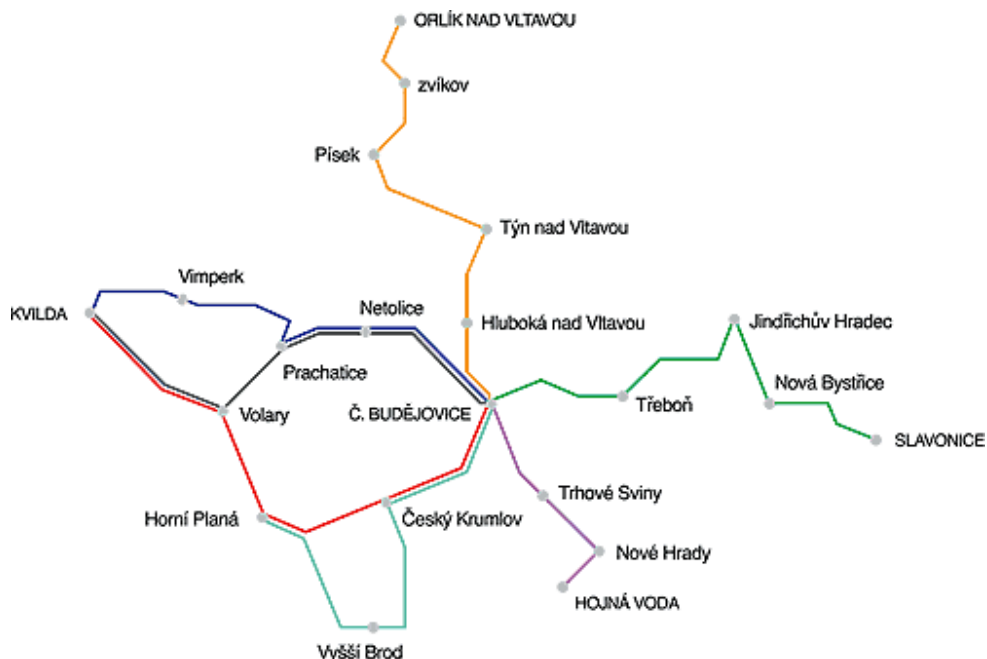 ORLÍK NAD VLTAVOU
zvíkov
Písek
Týn nad Vltavou
Vimperk
KVILDA
Netolice
Hluboká nad Vltavou
Jindřichův Hradec
Prachatice
Nová Bystřice
Volary
Č. BUDĚJOVICE
Třeboň
SLAVONICE
Trhové Sviny
Horní Planá
Český Krumlov
Nové Hrady
HOJNÁ VODA
Vyšší Brod